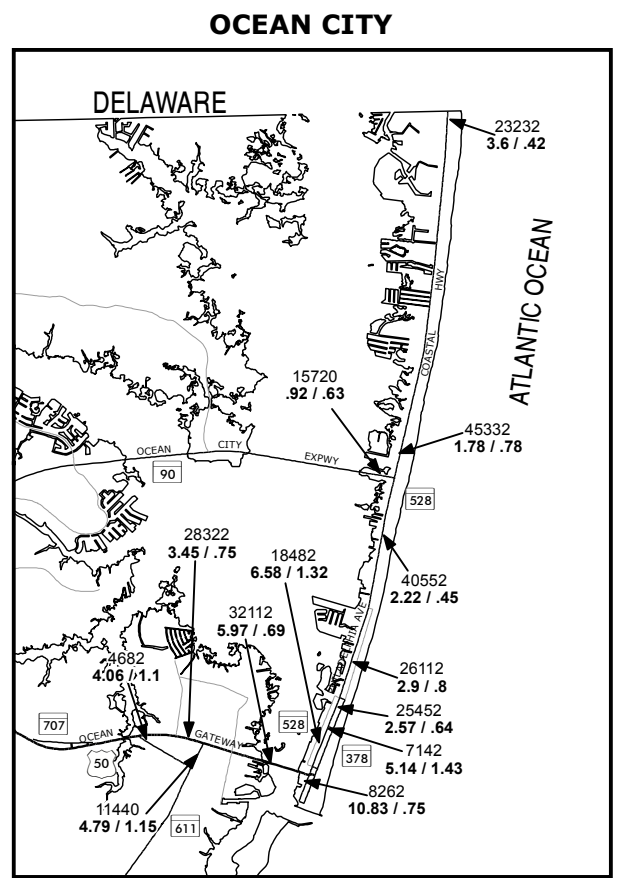 OCEAN CITY
DELAWARE
23232
3.6 / .42
HWY
COASTAL
ATLANTIC OCEAN
15720
.92 / .63
45332
1.78 / .78
OCEAN CITY EXPWY
90
528
28322
3.45 / .75
18482
6.58 / 1.32
40552
2.22 / .45
32112
5.97 / .69
AVE
4682
4.06 / 1.1
26112
2.9 / .8
25452
2.57 / .64
707
OCEAN GATEWAY
528
7142
5.14 / 1.43
50
378
8262
10.83 / .75
11440
4.79 / 1.15
611